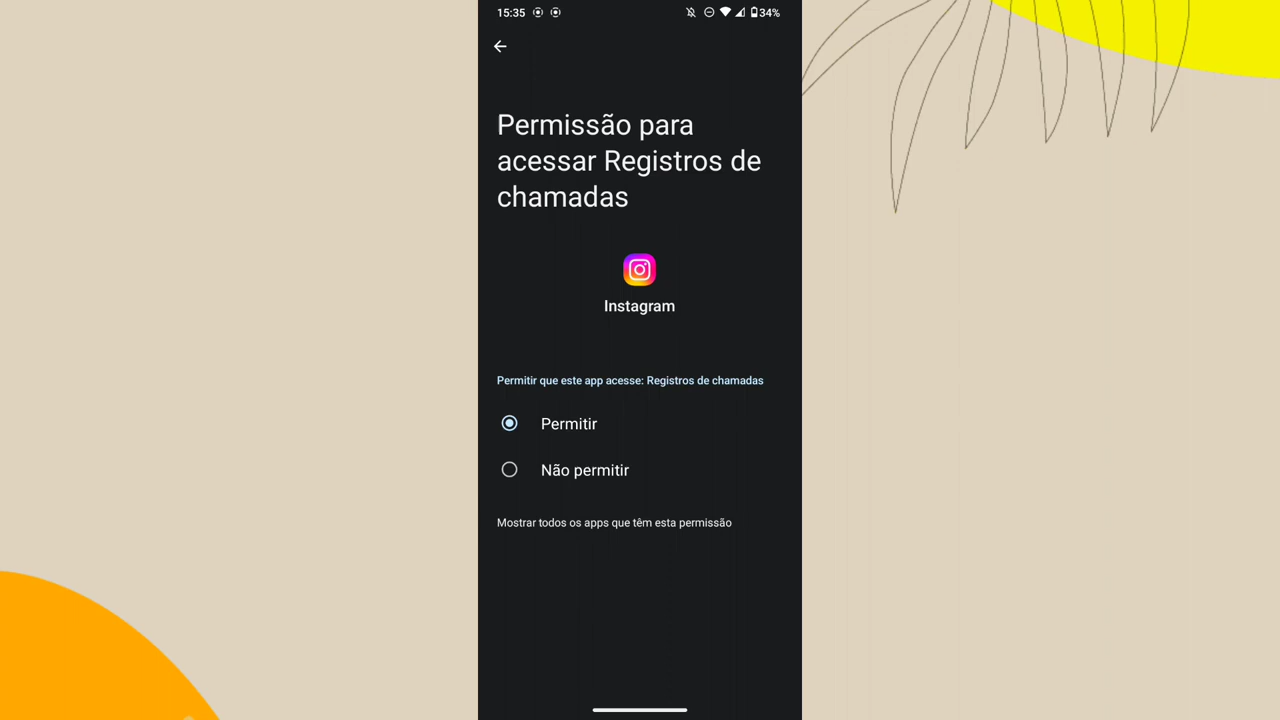 15:35
34%
Permissão para
acessar Registros de
chamadas
Instagram
Permitir que este app acesse: Registros de chamadas
Permitir
Não permitir
Mostrar todos os apps que têm esta permissão